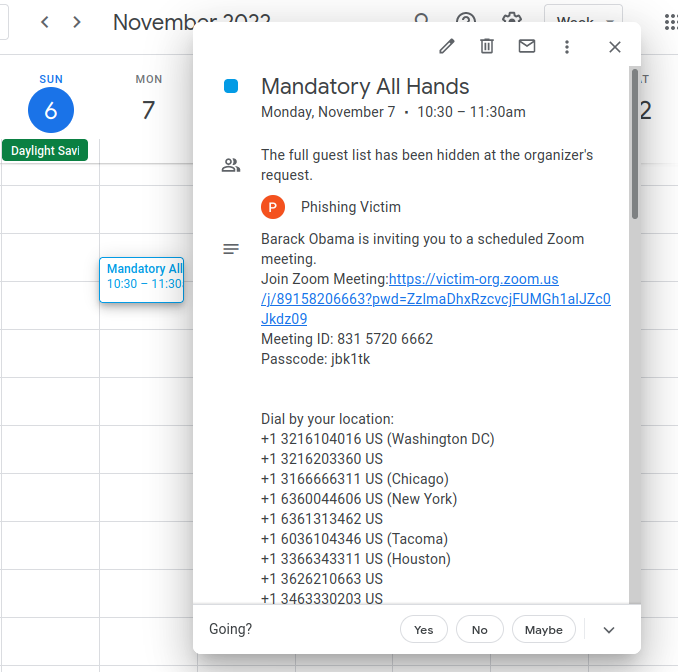 November 2022
Week
SUN
MON
6
7
2
Daylight Savi
Mandatory All
10:30 – 11:30
Mandatory All Hands
Monday, November 7 • 10:30 – 11:30am
The full guest list has been hidden at the organizer's
request.
P
Phishing Victim
Barack Obama is inviting you to a scheduled Zoom
meeting.
Join Zoom Meeting:https://victim-org.zoom.us
/j/89158206663?pwd=ZzlmaDhxRzcvcjFUMGh1alJZc0
Jkdz09
Meeting ID: 831 5720 6662
Passcode: jbk1tk
Dial by your location:
+1 3216104016 US (Washington DC)
+1 3216203360 US
+1 3166666311 US (Chicago)
+1 6360044606 US (New York)
+1 6361313462 US
+1 6036104346 US (Tacoma)
+1 3366343311 US (Houston)
+1 3626210663 US
+1 3463330203 US
Going?
Yes
No
Maybe